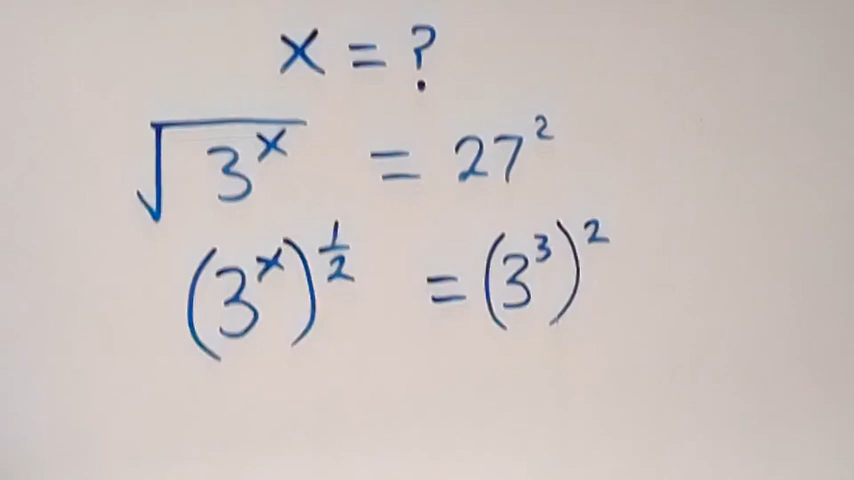 x = ?
√3^x = 27^2
(3^x)^1/2 = (3^3)^2